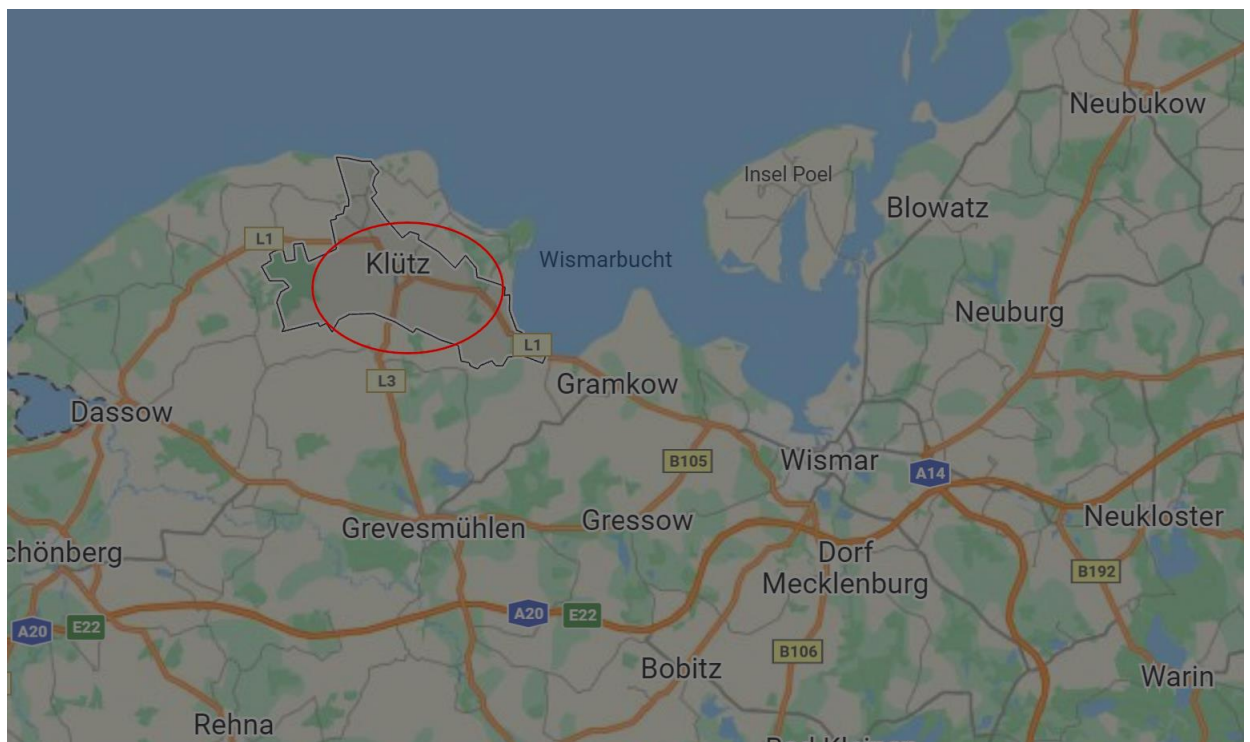 Neubukow
Insel Poel
Blowatz
L1
Klütz
Wismarbucht
Neuburg
L1
L3
Gramkow
Dassow
B105
Wismar
A14
Grevesmühlen
Gressow
Neukloster
chönberg
Dorf
Mecklenburg
B192
A20
E22
A20
E22
B106
Bobitz
Warin
Rehna